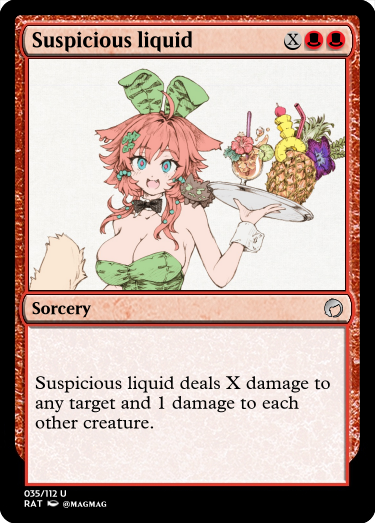 Suspicious liquid X
Sorcery
Suspicious liquid deals X damage to
any target and 1 damage to each
other creature.
035/112 U
RAT @MAGMAG